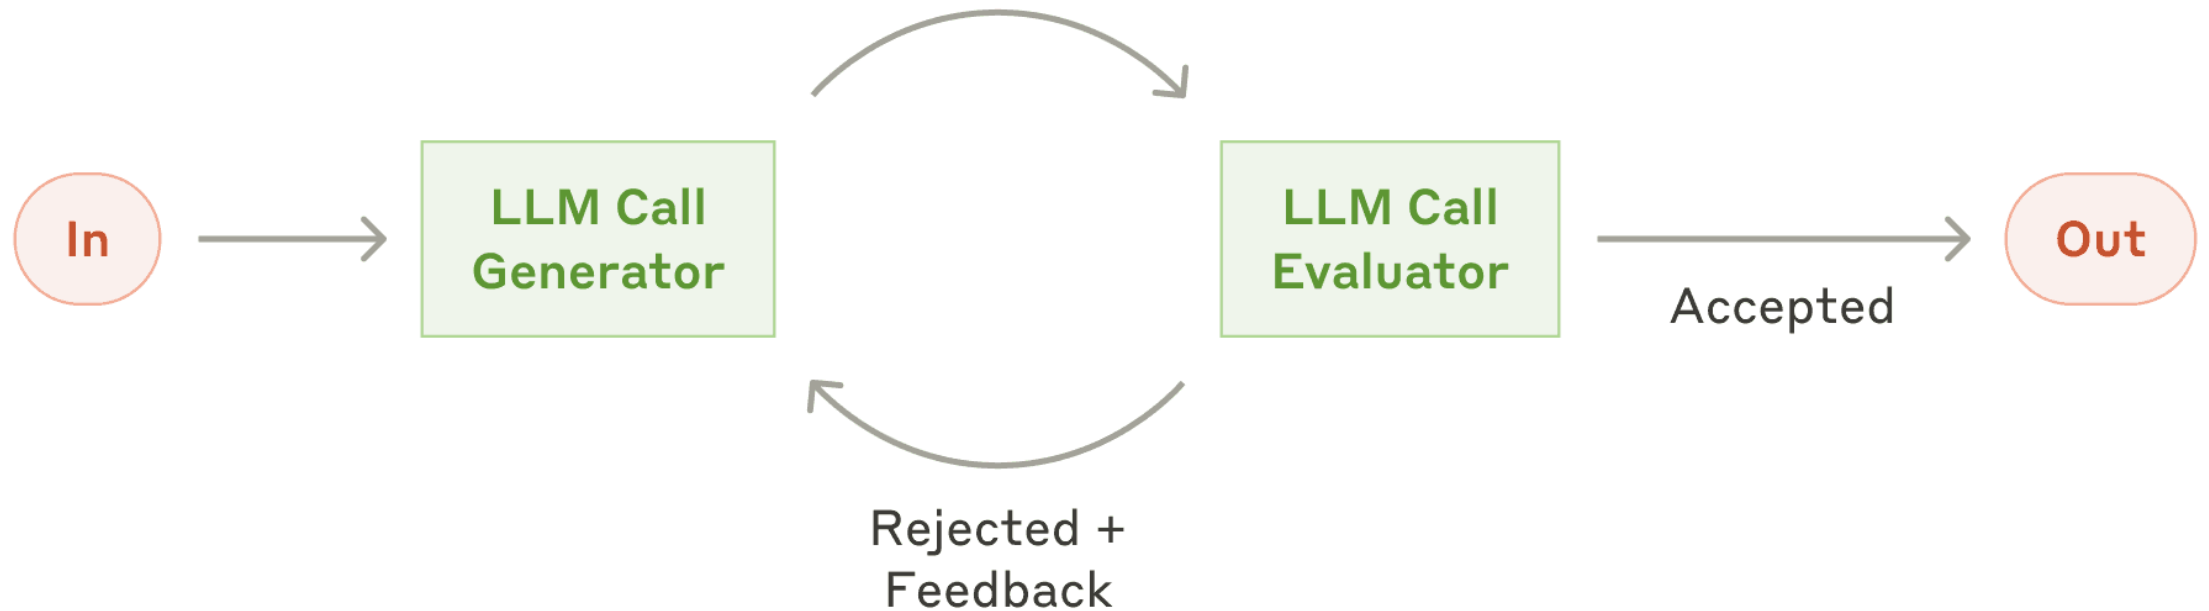 In
LLM Call
Generator
LLM Call
Evaluator
Accepted
Out
Rejected +
Feedback